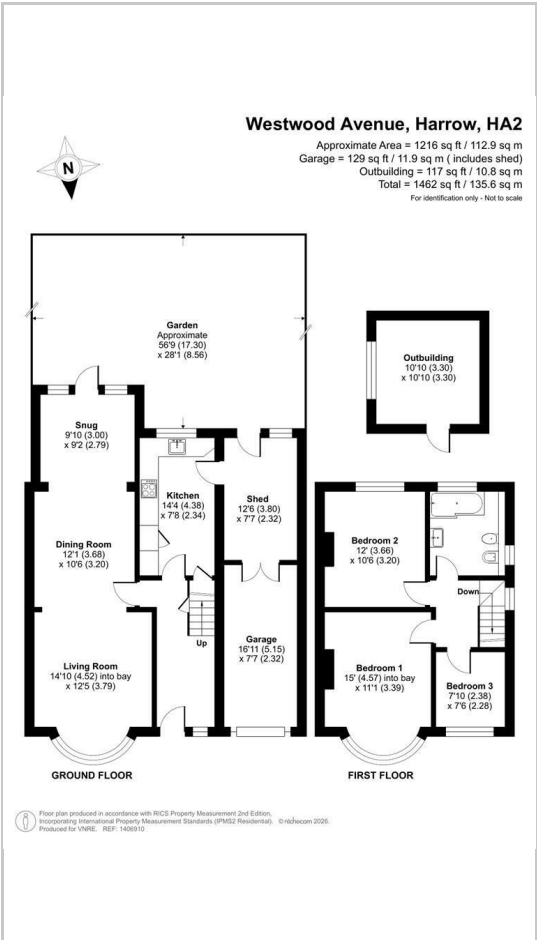 Westwood Avenue, Harrow, HA2
Approximate Area = 1216 sq ft / 112.9 sq m
Garage = 129 sq ft / 11.9 sq m ( includes shed)
Outbuilding = 117 sq ft / 10.8 sq m
Total = 1462 sq ft / 135.6 sq m
For identification only - Not to scale
N
Garden
Approximate
56'9 (17.30)
x 28'1 (8.56)
Outbuilding
10'10 (3.30)
x 10'10 (3.30)
Snug
9'10 (3.00)
x 9'2 (2.79)
Kitchen
14'4 (4.38)
x 7'8 (2.34)
Shed
12'6 (3.80)
x 7'7 (2.32)
Dining Room
12'1 (3.68)
x 10'6 (3.20)
Bedroom 2
12' (3.66)
x 10'6 (3.20)
Down
Up
Garage
16'11 (5.15)
x 7'7 (2.32)
Living Room
14'10 (4.52) into bay
x 12'5 (3.79)
Bedroom 1
15' (4.57) into bay
x 11'1 (3.39)
Bedroom 3
7'10 (2.38)
x 7'6 (2.28)
GROUND FLOOR
FIRST FLOOR
Floor plan produced in accordance with RICS Property Measurement 2nd Edition,
Incorporating International Property Measurement Standards (IPMS2 Residential). © nichecom 2026.
Produced for VNRE. REF: 1406910